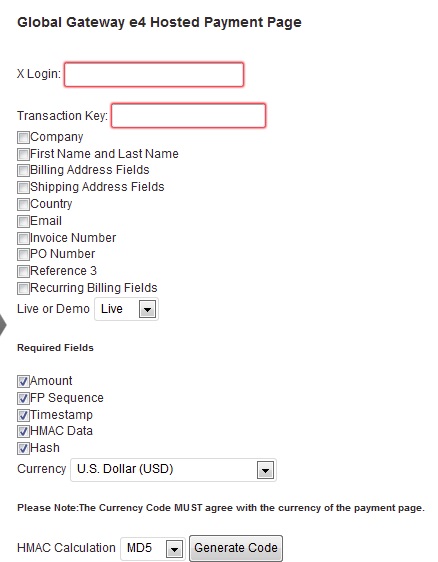 Global Gateway e4 Hosted Payment Page
X Login:
Transaction Key:
Company
First Name and Last Name
Billing Address Fields
Shipping Address Fields
Country
Email
Invoice Number
PO Number
Reference 3
Recurring Billing Fields
Live or Demo Live
Required Fields
Amount
FP Sequence
Timestamp
HMAC Data
Hash
Currency U.S. Dollar (USD)
Please Note:The Currency Code MUST agree with the currency of the payment page.
HMAC Calculation MD5 Generate Code